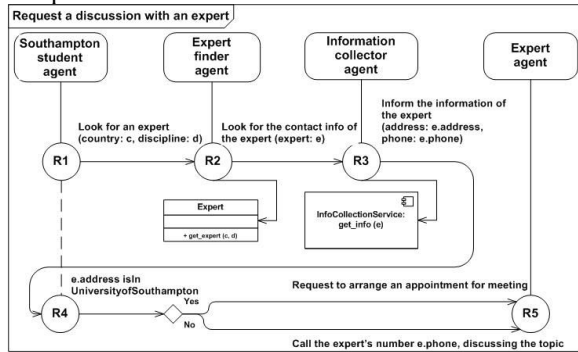 Request a discussion with an expert
Southampton
student
agent
Expert
finder
agent
Information
collector
agent
Expert
agent
Look for an expert
(country: c, discipline: d)
Look for the contact info of
the expert (expert: e)
Inform the information of
the expert
(address: e.address,
phone: e.phone)
R1
R2
R3
Expert
+ get_expert (c, d)
InfoCollectionService:
get_info (e)
e.address isIn
UniversityofSouthampton
Yes
No
Request to arrange an appointment for meeting
R4
R5
Call the expert's number e.phone, discussing the topic